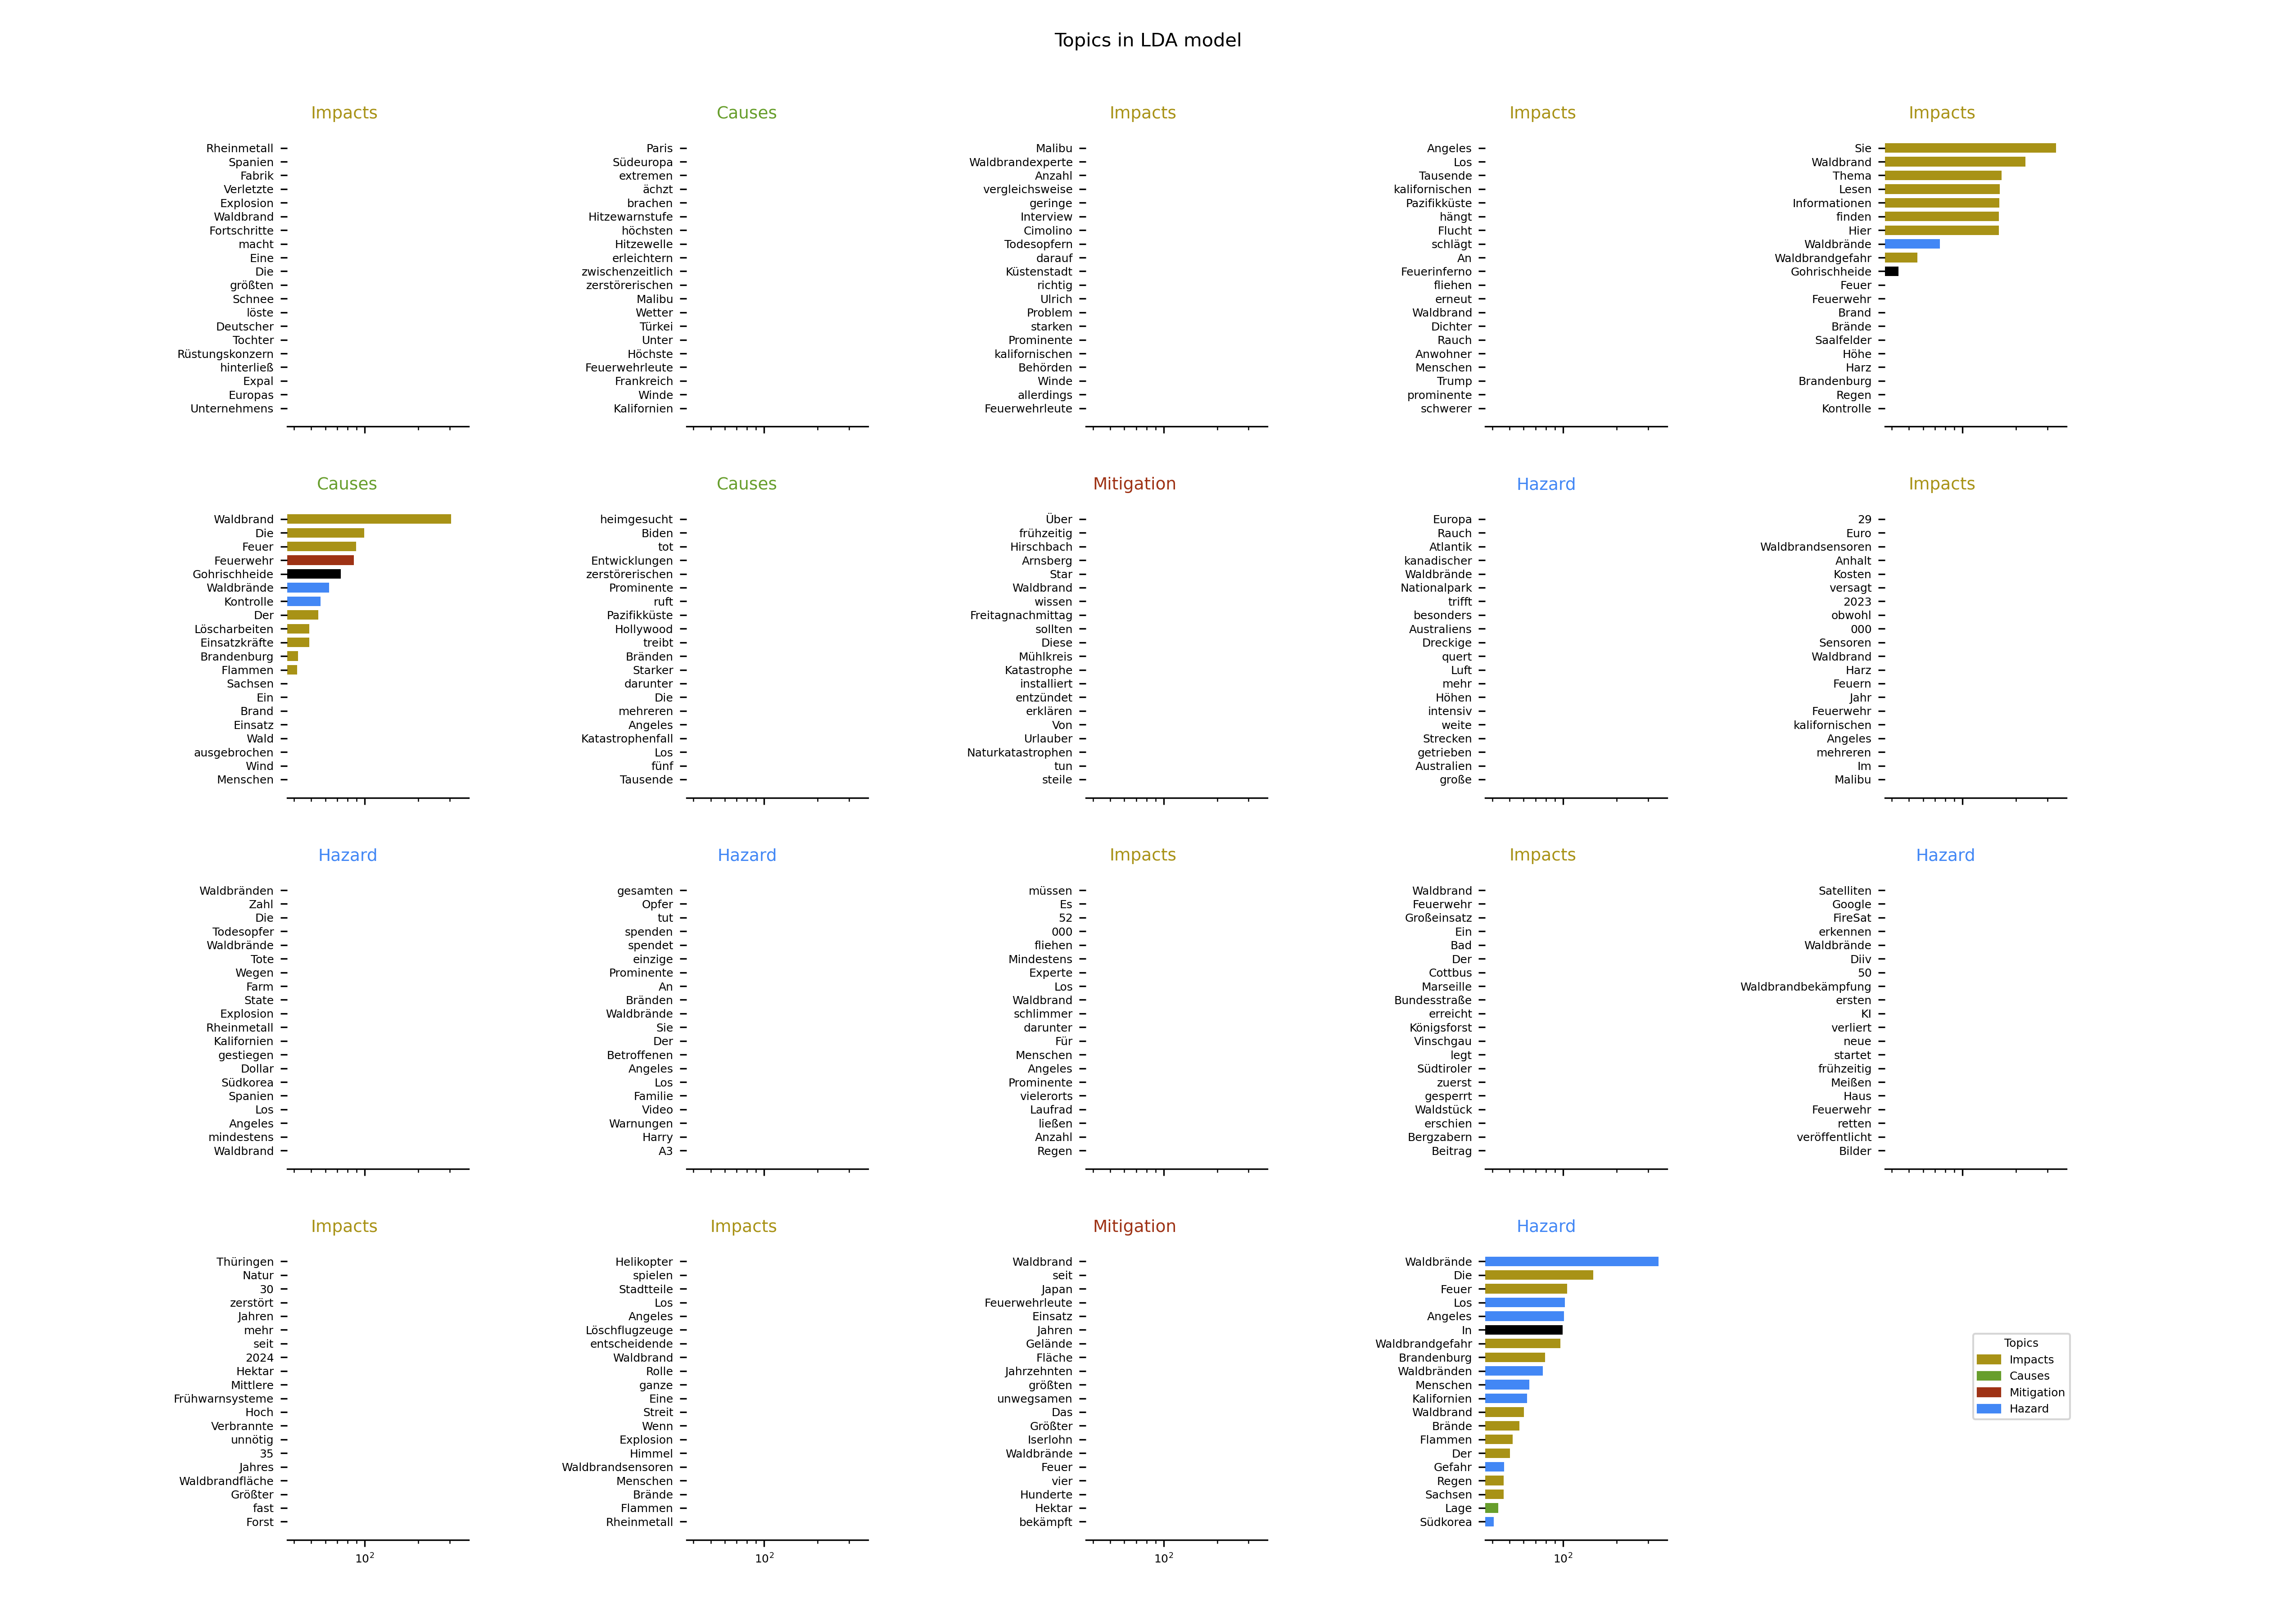 Topics in LDA model
Impacts
Rheinmetall
Spanien
Fabrik
Verletzte
Explosion
Waldbrand
Fortschritte
macht
Eine
Die
größten
Schnee
löste
Deutscher
Tochter
Rüstungskonzern
hinterließ
Expal
Europas
Unternehmens
Causes
Paris
Südeuropa
extremen
ächzt
brachen
Hitzewarnstufe
höchsten
Hitzewelle
erleichtern
zwischenzeitlich
zerstörerischen
Malibu
Wetter
Türkei
Unter
Höchste
Feuerwehrleute
Frankreich
Winde
Kalifornien
Impacts
Malibu
Waldbrandexperte
Anzahl
vergleichsweise
geringe
Interview
Cimolino
Todesopfern
darauf
Küstenstadt
richtig
Ulrich
Problem
starken
Prominente
kalifornischen
Behörden
Winde
allerdings
Feuerwehrleute
Impacts
Angeles
Los
Tausende
kalifornischen
Pazifikküste
hängt
Flucht
schlägt
An
Feuerinferno
fliehen
erneut
Waldbrand
Dichter
Rauch
Anwohner
Menschen
Trump
prominente
schwerer
Impacts
Sie
Waldbrand
Thema
Lesen
Informationen
finden
Hier
Waldbrände
Waldbrandgefahr
Gohrischheide
Feuer
Feuerwehr
Brand
Brände
Saalfelder
Höhe
Harz
Brandenburg
Regen
Kontrolle
Causes
Waldbrand
Die
Feuer
Feuerwehr
Gohrischheide
Waldbrände
Kontrolle
Der
Löscharbeiten
Einsatzkräfte
Brandenburg
Flammen
Sachsen
Ein
Brand
Einsatz
Wald
ausgebrochen
Wind
Menschen
Causes
heimgesucht
Biden
tot
Entwicklungen
zerstörerischen
Prominente
ruft
Pazifikküste
Hollywood
treibt
Bränden
Starker
darunter
Die
mehreren
Angeles
Katastrophenfall
Los
fünf
Tausende
Mitigation
Über
frühzeitig
Hirschbach
Arnsberg
Star
Waldbrand
wissen
Freitagnachmittag
sollten
Diese
Mühlkreis
Katastrophe
installiert
entzündet
erklären
Von
Urlauber
Naturkatastrophen
tun
steile
Hazard
Europa
Rauch
Atlantik
kanadischer
Waldbrände
Nationalpark
trifft
besonders
Australiens
Dreckige
quert
Luft
mehr
Höhen
intensiv
weite
Strecken
getrieben
Australien
große
Impacts
29
Euro
Waldbrandsensoren
Anhalt
Kosten
versagt
2023
obwohl
000
Sensoren
Waldbrand
Harz
Feuern
Jahr
Feuerwehr
kalifornischen
Angeles
mehreren
Im
Malibu
Hazard
Waldbränden
Zahl
Die
Todesopfer
Waldbrände
Tote
Wegen
Farm
State
Explosion
Rheinmetall
Kalifornien
gestiegen
Dollar
Südkorea
Spanien
Los
Angeles
mindestens
Waldbrand
Hazard
gesamten
Opfer
tut
spenden
spendet
einzige
Prominente
An
Bränden
Waldbrände
Sie
Der
Betroffenen
Angeles
Los
Familie
Video
Warnungen
Harry
A3
Impacts
müssen
Es
52
000
fliehen
Mindestens
Experte
Los
Waldbrand
schlimmer
darunter
Für
Menschen
Angeles
Prominente
vielerorts
Laufrad
ließen
Anzahl
Regen
Impacts
Waldbrand
Feuerwehr
Großeinsatz
Ein
Bad
Der
Cottbus
Marseille
Bundesstraße
erreicht
Königsforst
Vinschgau
legt
Südtiroler
zuerst
gesperrt
Waldstück
erschien
Bergzabern
Beitrag
Hazard
Satelliten
Google
FireSat
erkennen
Waldbrände
Diiv
50
Waldbrandbekämpfung
ersten
KI
verliert
neue
startet
frühzeitig
Meißen
Haus
Feuerwehr
retten
veröffentlicht
Bilder
Impacts
Thüringen
Natur
30
zerstört
Jahren
mehr
seit
2024
Hektar
Mittlere
Frühwarnsysteme
Hoch
Verbrannte
unnötig
35
Jahres
Waldbrandfläche
Größter
fast
Forst
10²
Impacts
Helikopter
spielen
Stadtteile
Los
Angeles
Löschflugzeuge
entscheidende
Waldbrand
Rolle
ganze
Eine
Streit
Wenn
Explosion
Himmel
Waldbrandsensoren
Menschen
Brände
Flammen
Rheinmetall
10²
Mitigation
Waldbrand
seit
Japan
Feuerwehrleute
Einsatz
Jahren
Gelände
Fläche
Jahrzehnten
größten
unwegsamen
Das
Größter
Iserlohn
Waldbrände
Feuer
vier
Hunderte
Hektar
bekämpft
10²
Hazard
Waldbrände
Die
Feuer
Los
Angeles
In
Waldbrandgefahr
Brandenburg
Waldbränden
Menschen
Kalifornien
Waldbrand
Brände
Flammen
Der
Gefahr
Regen
Sachsen
Lage
Südkorea
10²
Topics
Impacts
Causes
Mitigation
Hazard